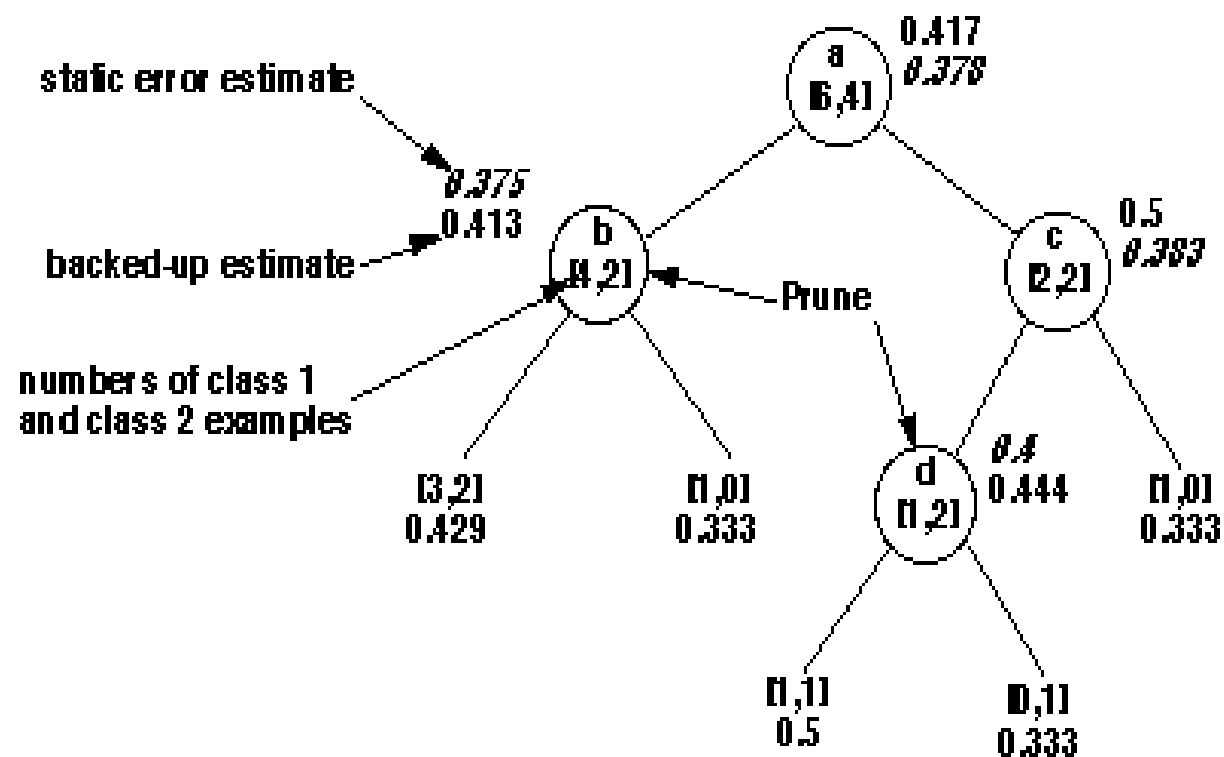 static error estimate
0.375
0.413
backed-up estimate
numbers of class 1
and class 2 examples
a
[6,4]
0.417
0.378
b
[4,2]
Prune
c
[2,2]
0.5
0.383
[3,2]
0.429
[1,0]
0.333
d
[1,2]
0.4
0.444
[1,0]
0.333
[1,1]
0.5
[0,1]
0.333